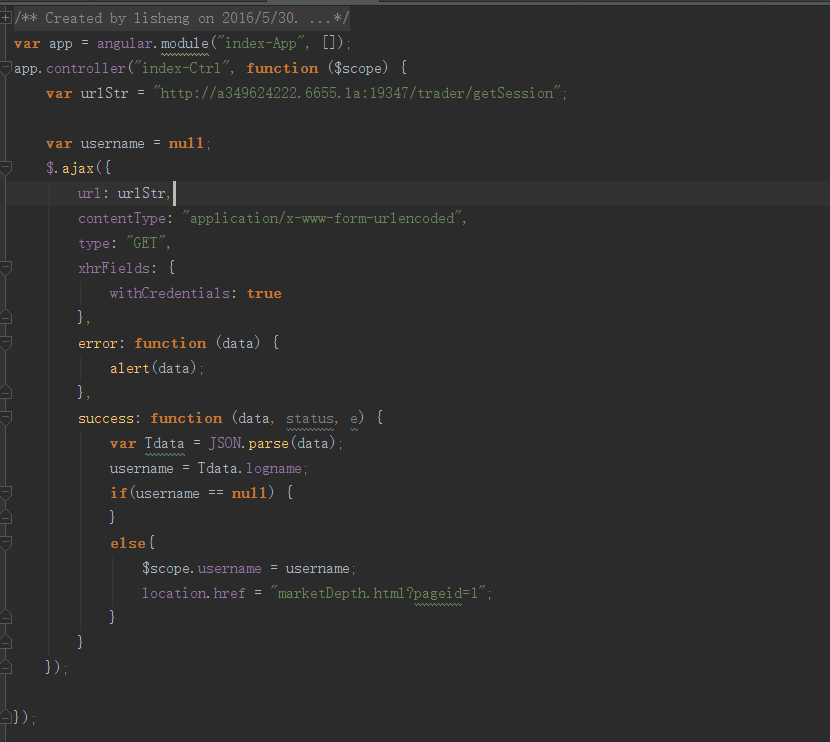 /** Created by lisheng on 2016/5/30. ...*/
var app = angular.module("index-App", []);
app.controller("index-Ctrl", function ($scope) {
    var urlStr = "http://a349624222.6655.la:19347/trader/getSession";
    var username = null;
    $.ajax({
        url: urlStr,
        contentType: "application/x-www-form-urlencoded",
        type: "GET",
        xhrFields: {
            withCredentials: true
        },
        error: function (data) {
            alert(data);
        },
        success: function (data, status, e) {
            var Tdata = JSON.parse(data);
            username = Tdata.logname;
            if(username == null) {
            }
            else{
                $scope.username = username;
                location.href = "marketDepth.html?pageid=1";
            }
        }
    });
});